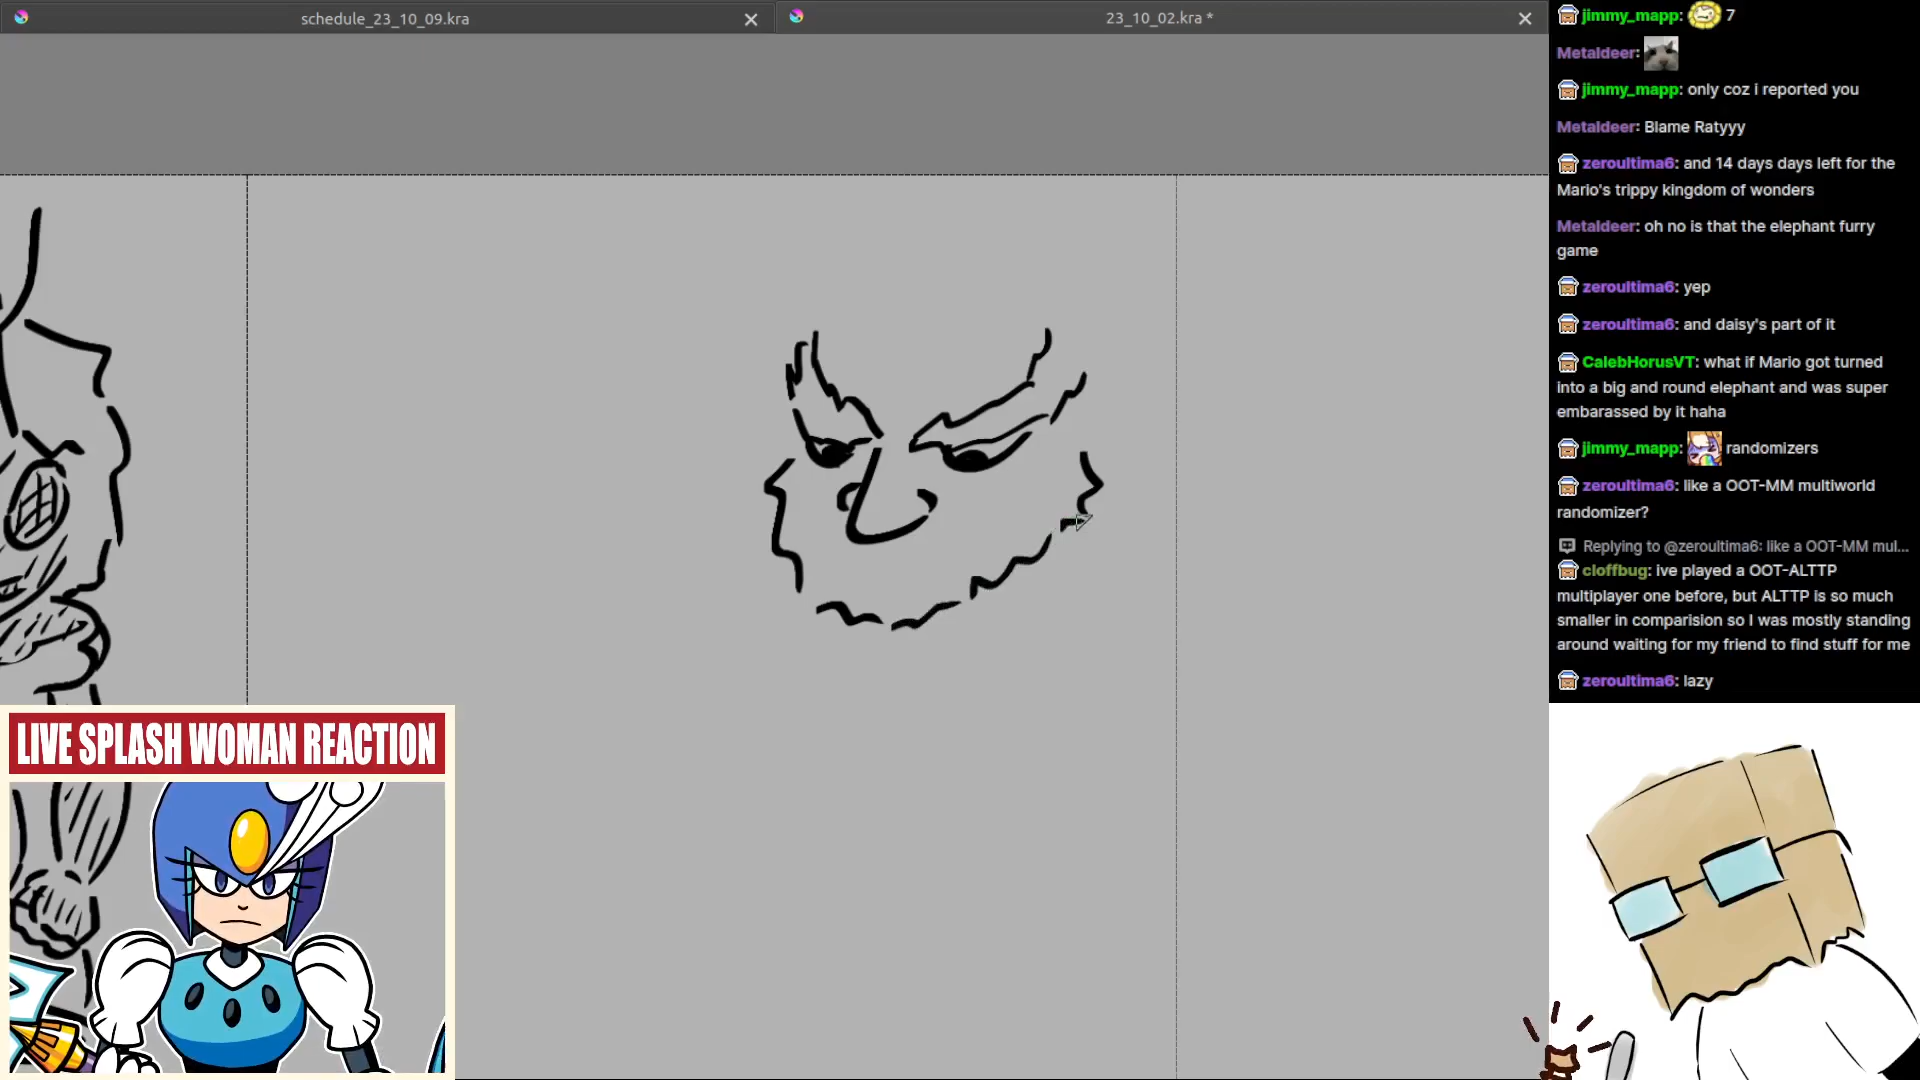 schedule_23_10_09.kra
23_10_02.kra *
jimmy_mapp: 7
Metaldeer:
jimmy_mapp: only coz i reported you
Metaldeer: Blame Ratyyy
zeroultima6: and 14 days days left for the
Mario's trippy kingdom of wonders
Metaldeer: oh no is that the elephant furry
game
zeroultima6: yep
zeroultima6: and daisy's part of it
CalebHorusVT: what if Mario got turned
into a big and round elephant and was super
embarassed by it haha
jimmy_mapp: randomizers
zeroultima6: like a OOT-MM multiworld
randomizer?
Replying to @zeroultima6: like a OOT-MM mul...
cloffbug: ive played a OOT-ALTTP
multiplayer one before, but ALTTP is so much
smaller in comparision so I was mostly standing
around waiting for my friend to find stuff for me
zeroultima6: lazy
LIVE SPLASH WOMAN REACTION